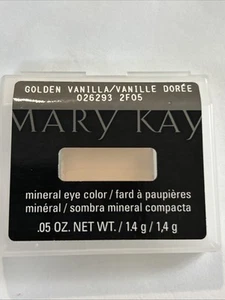 GOLDEN VANILLA/VANILLE DORÉE
026293 2F05
MARY KAY
mineral eye color / fard à paupières
minéral / sombra mineral compacta
.05 OZ. NET WT. / 1.4 g / 1,4 g